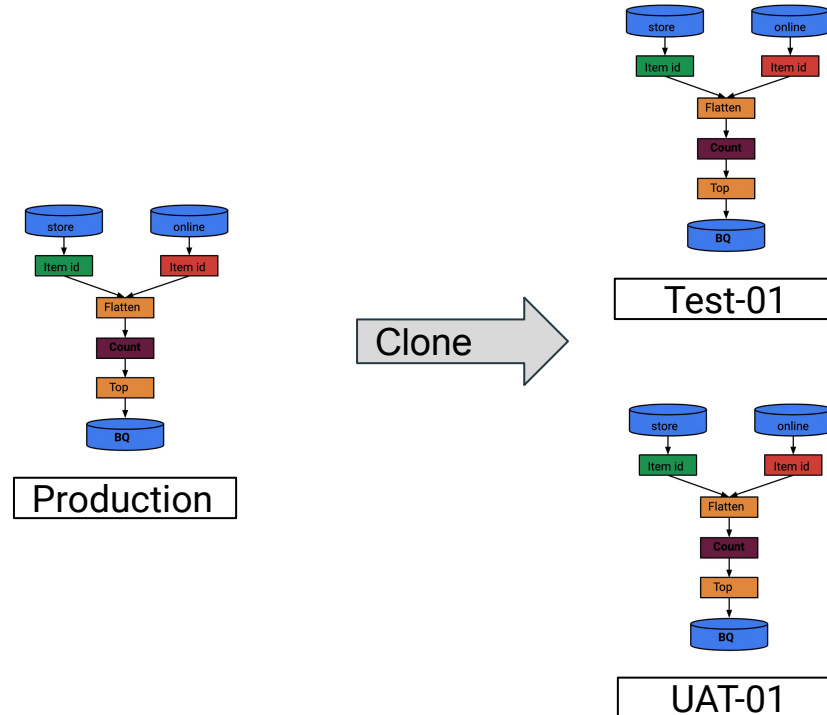 store
online
Item id
Item id
Flatten
Count
Top
BQ
Production
Clone
store
online
Item id
Item id
Flatten
Count
Top
BQ
Test-01
store
online
Item id
Item id
Flatten
Count
Top
BQ
UAT-01